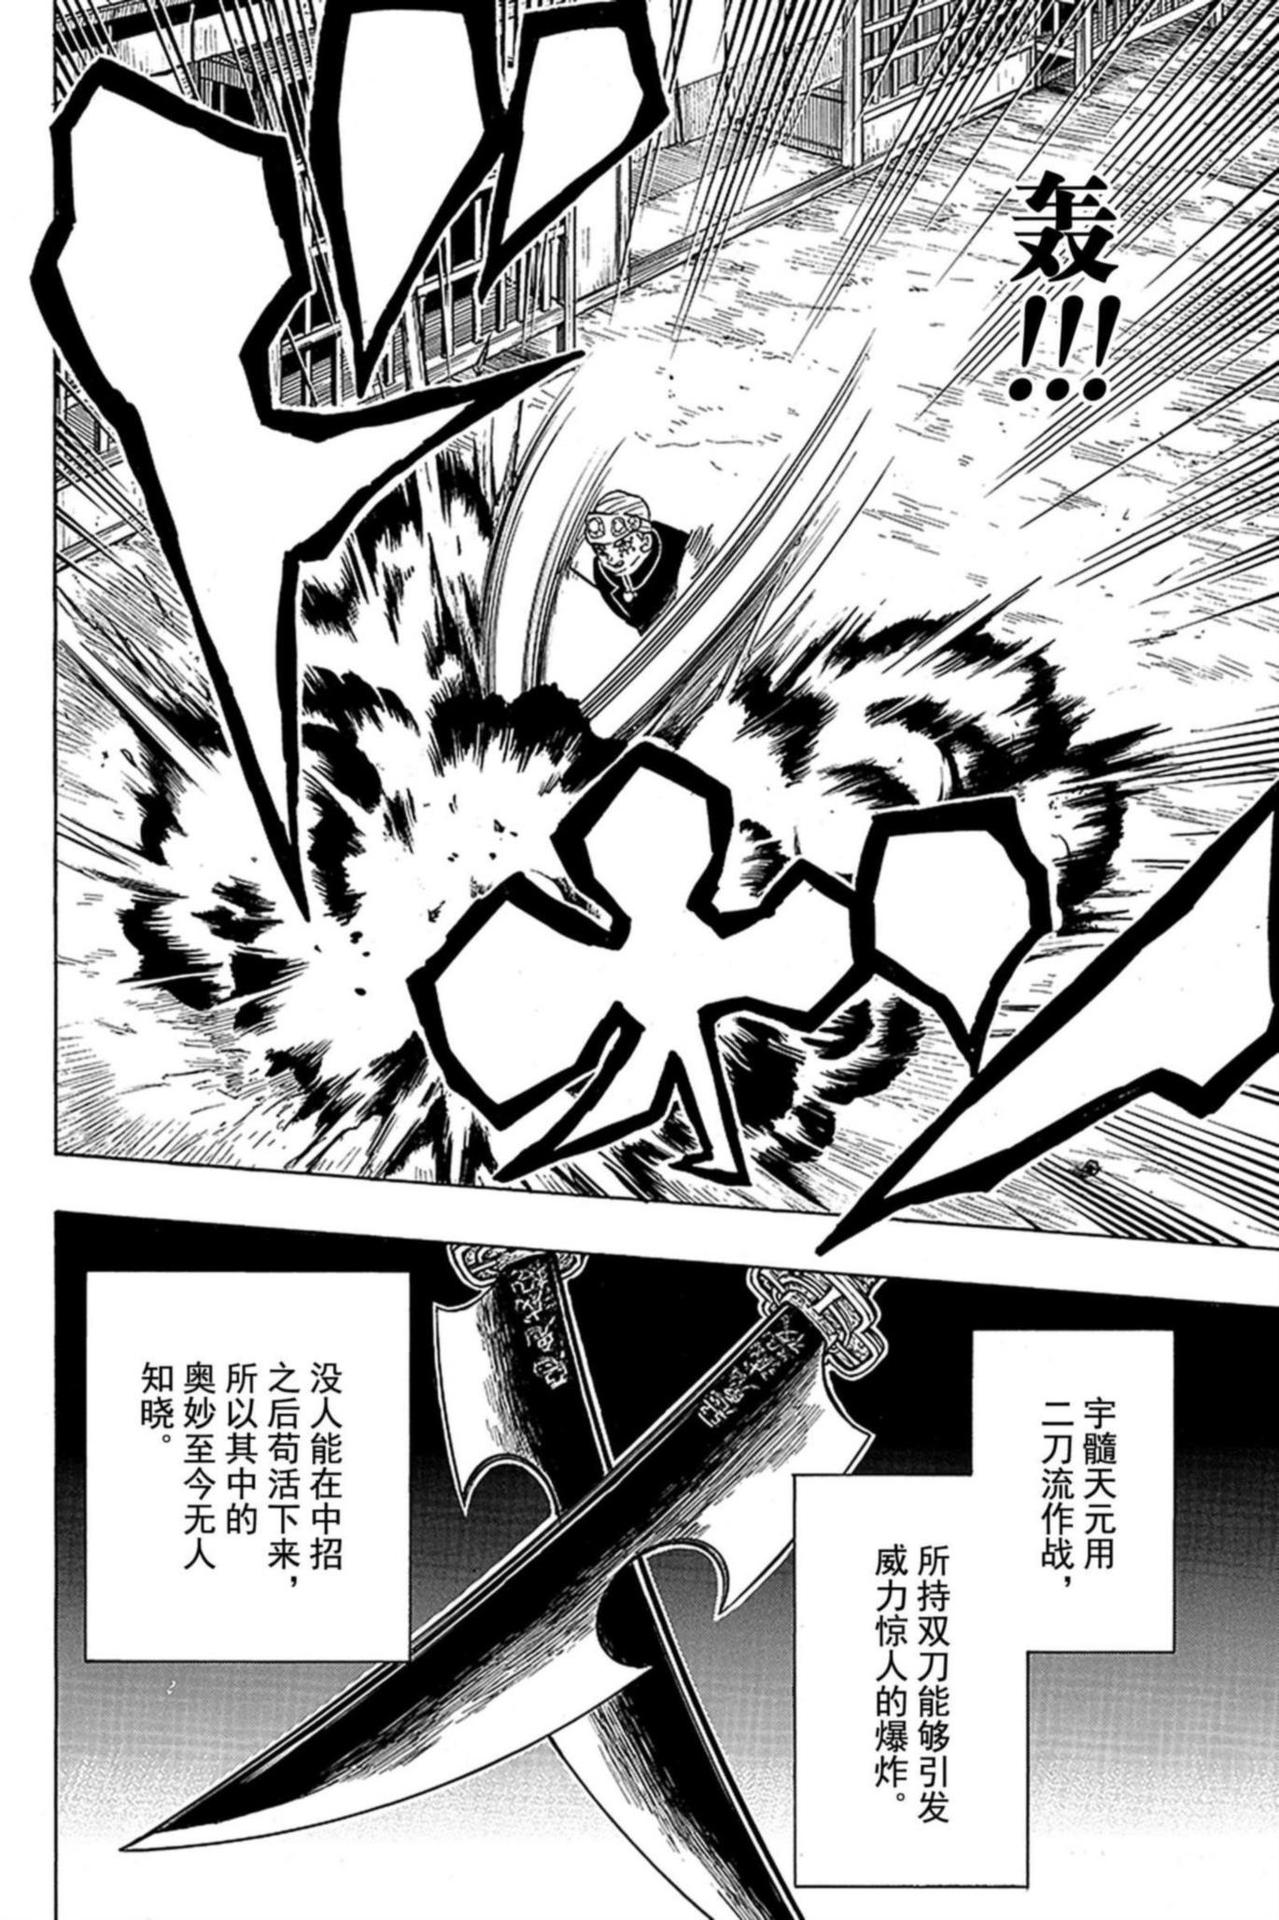 轰!!!
宇髓天元用
二刀流作战，
所持双刀能够引发
威力惊人的爆炸。
没人能在中招
之后苟活下来，
所以其中的
奥妙至今无人
知晓。